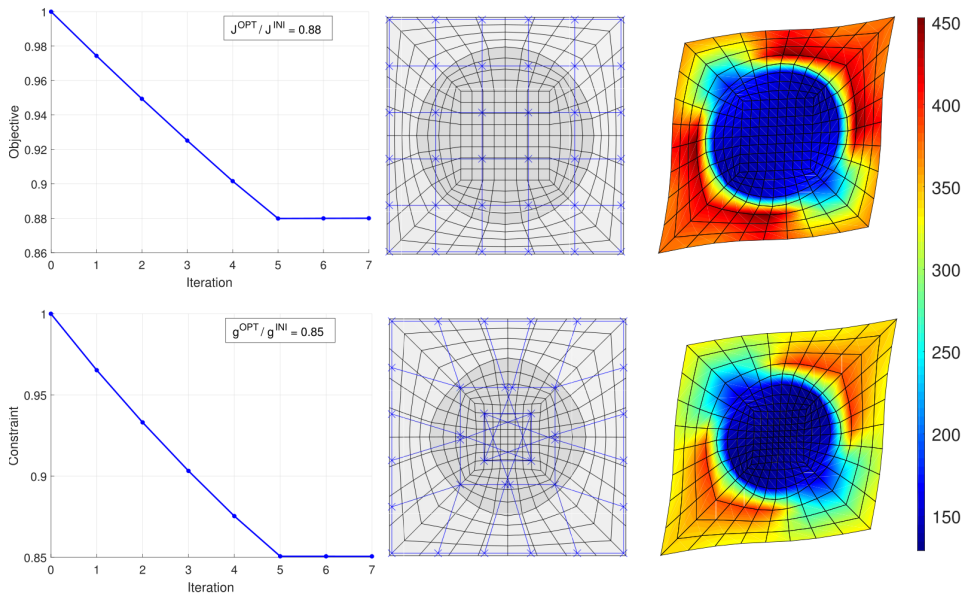 1
0.98
0.96
0.94
0.92
0.9
0.88
0.86
Objective
J^OPT / J^INI = 0.88
0 1 2 3 4 5 6 7
Iteration
1
0.95
0.9
0.85
Constraint
g^OPT / g^INI = 0.85
0 1 2 3 4 5 6 7
Iteration
450
400
350
300
250
200
150